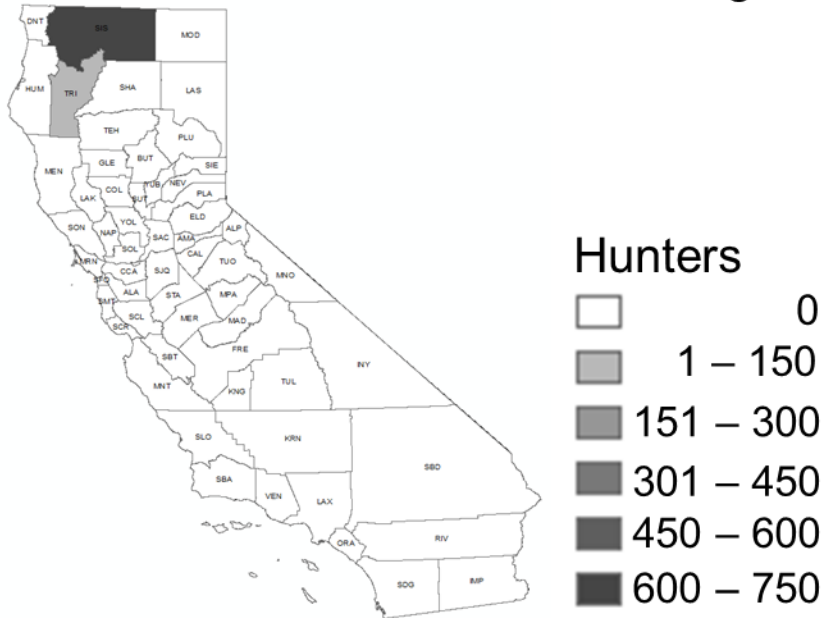 g
DNT
SIS
MOD
HUM
TRI
SHA
LAS
TEH
PLU
MEN
GLE
BUT
SIE
LAK
COL
SUT
YUB
NEV
PLA
SON
NAP
YOL
SAC
ELD
AMA
ALP
SOL
MRN
CCA
SJQ
CAL
TUO
MNO
SFO
ALA
STA
MPA
SMT
SCL
MER
MAD
SCR
SBT
FRE
INY
MNT
KNG
TUL
SLO
KRN
SBD
SBA
VEN
LAX
ORA
RIV
SDG
IMP
Hunters
0
1 – 150
151 – 300
301 – 450
450 – 600
600 – 750